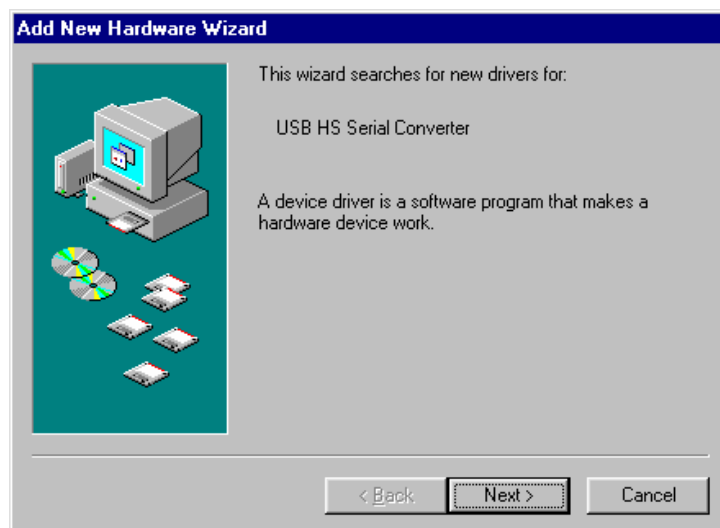 Add New Hardware Wizard
This wizard searches for new drivers for:
USB HS Serial Converter
A device driver is a software program that makes a
hardware device work.
< Back
Next >
Cancel